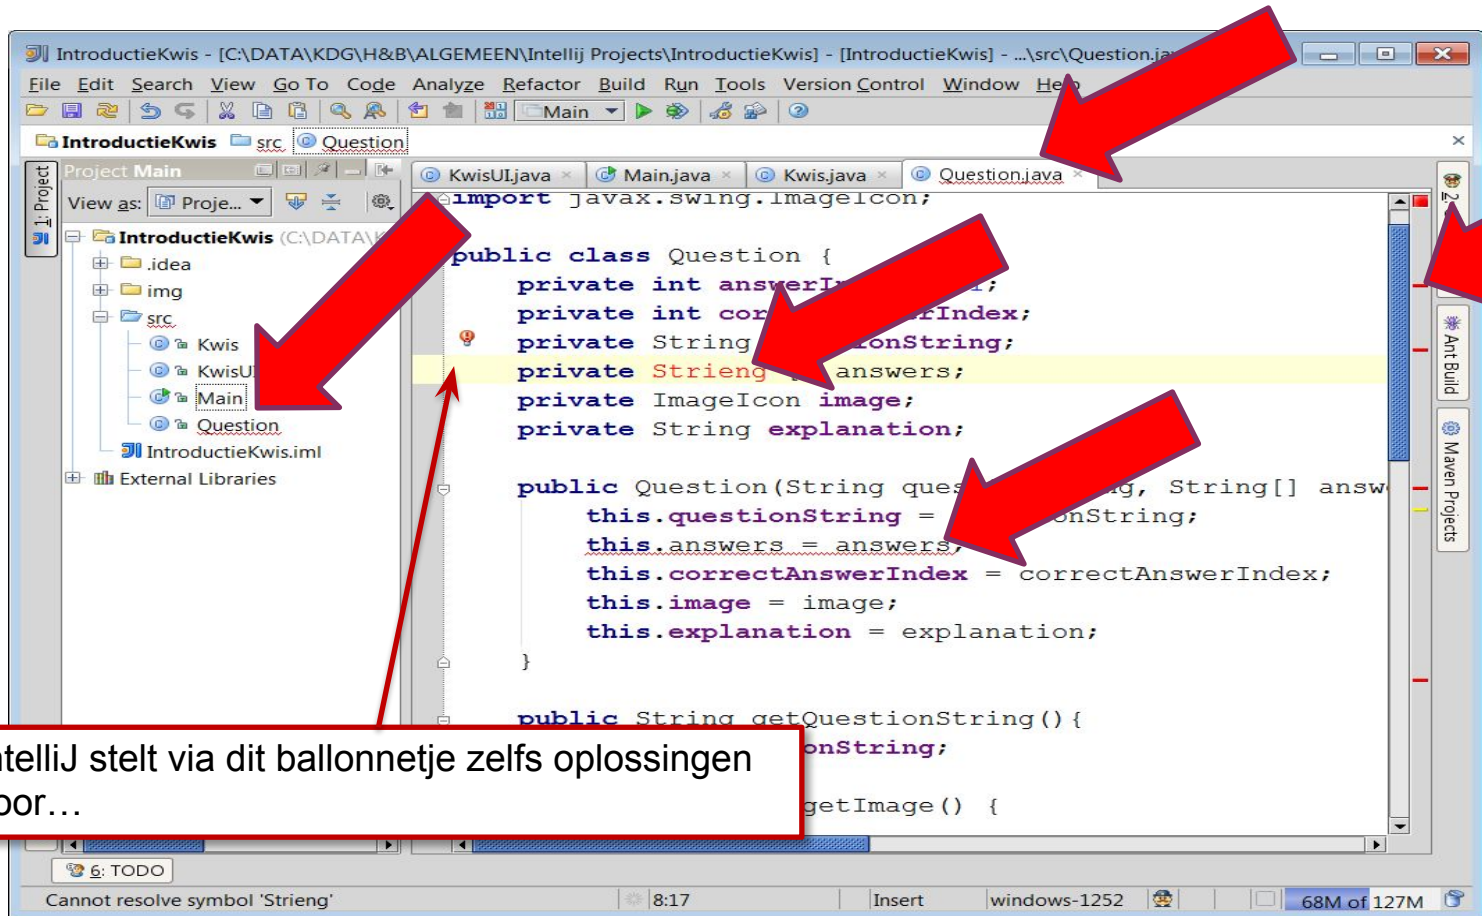 IntroductieKwis - [C:\DATA\KDG\H&B\ALGEMEEN\Intellij Projects\IntroductieKwis] - [IntroductieKwis] - ...\src\Question.ja
File Edit Search View Go To Code Analyze Refactor Build Run Tools Version Control Window Help
Main
IntroductieKwis src Question
1: Project
Project Main
KwisUI.java Main.java Kwis.java Question.java
View as: Proje...
IntroductieKwis (C:\DATA\
.idea
img
src
Kwis
KwisU
Main
Question
IntroductieKwis.iml
External Libraries
import javax.swing.ImageIcon;
public class Question {
private int answerI
private int cor erIndex;
private String ionString;
private Strieng answers;
private ImageIcon image;
private String explanation;
public Question(String ques g, String[] answ
this.questionString = onString;
this.answers = answers;
this.correctAnswerIndex = correctAnswerIndex;
this.image = image;
this.explanation = explanation;
}
public String getQuestionString(){
onString;
getImage() {
Ant Build
Maven Projects
ntelliJ stelt via dit ballonnetje zelfs oplossingen
oor…
6: TODO
Cannot resolve symbol 'Strieng' 8:17 Insert windows-1252 68M of 127M